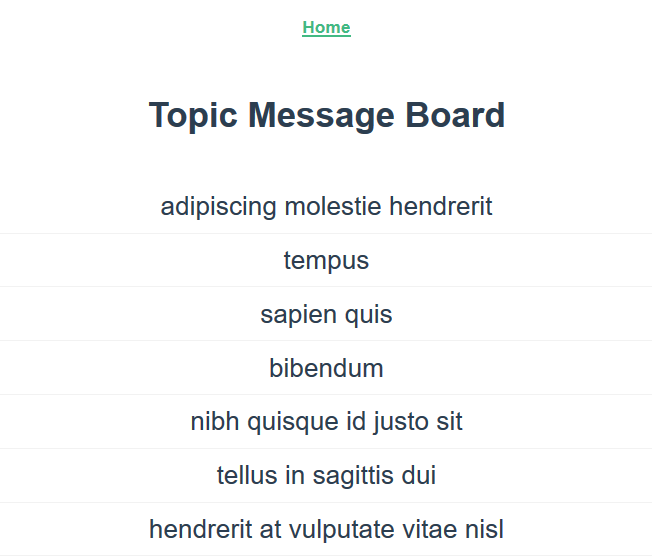 Home
Topic Message Board
adipiscing molestie hendrerit
tempus
sapien quis
bibendum
nibh quisque id justo sit
tellus in sagittis dui
hendrerit at vulputate vitae nisl